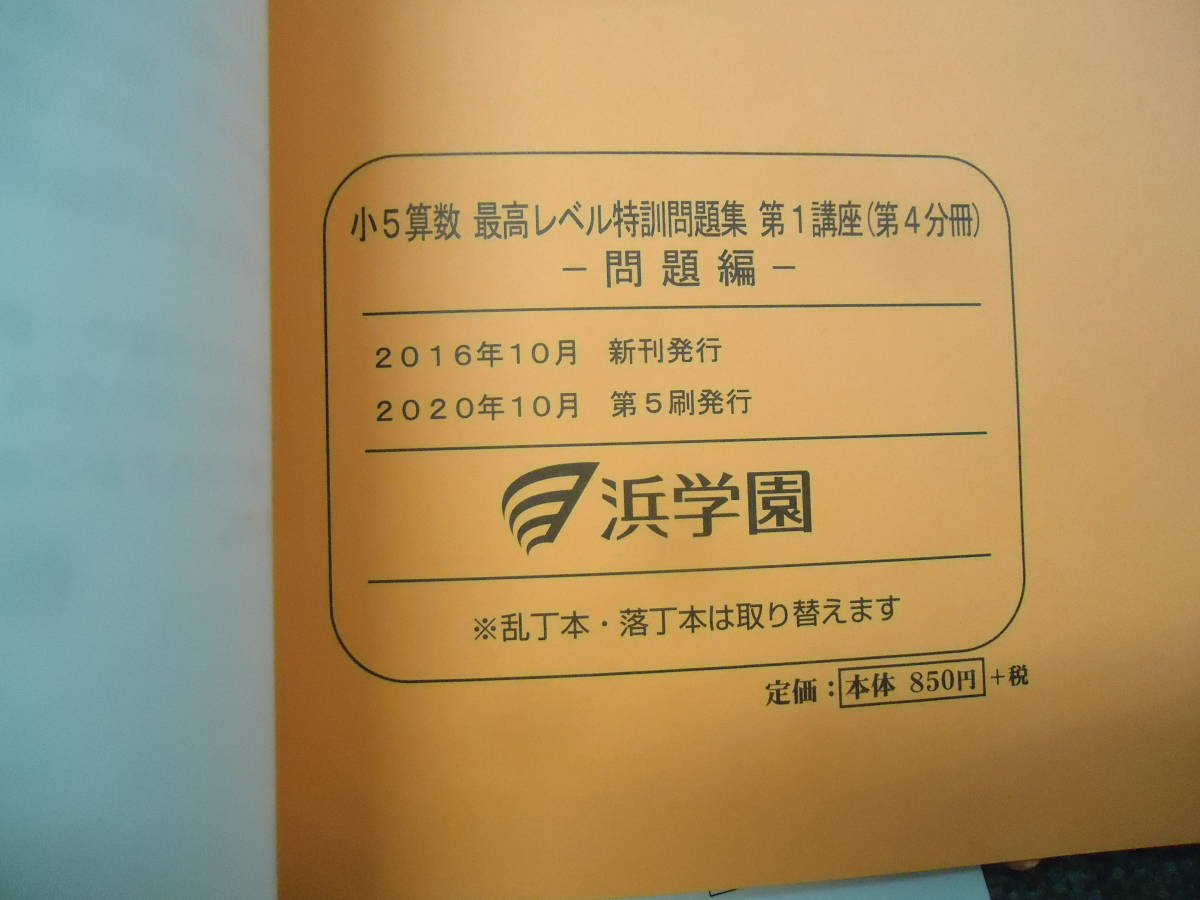 小５算数 最高レベル特訓問題集 第１講座（第４分冊）
－問題編－
２０１６年１０月 新刊発行
２０２０年１０月 第５刷発行
浜学園
※乱丁本・落丁本は取り替えます
定価：本体 850円＋税